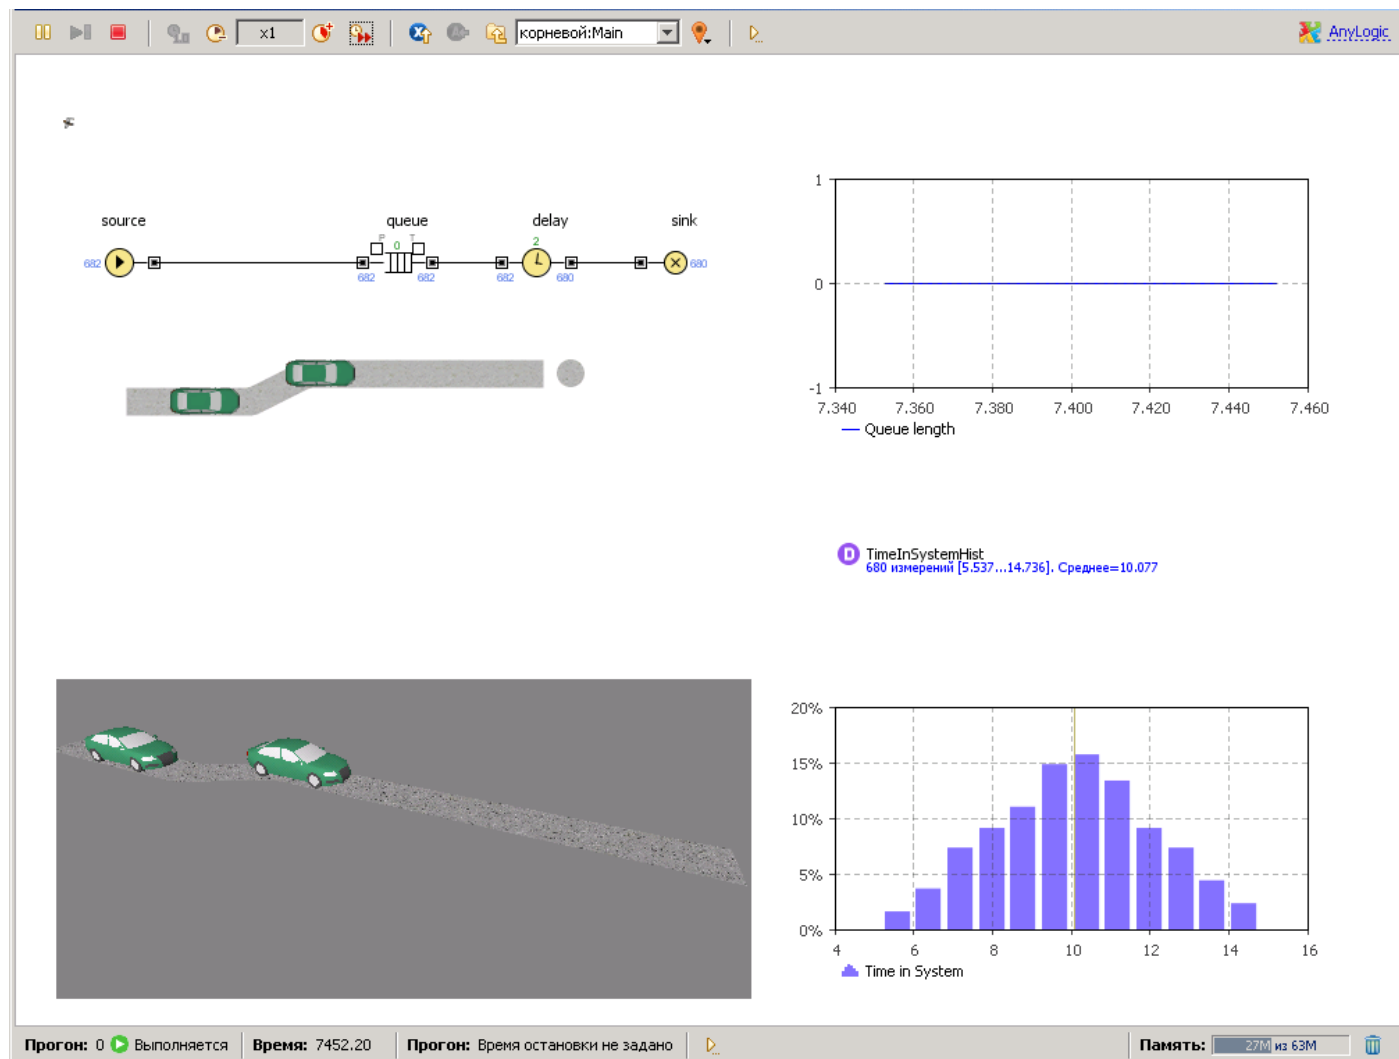 x1
корневой:Main
AnyLogic
source
queue
delay
sink
P
T
0
2
682
682
682
682
680
680
1
0
-1
7.340
7.360
7.380
7.400
7.420
7.440
7.460
Queue length
D
TimeInSystemHist
680 измерений [5.537...14.736]. Среднее=10.077
20%
15%
10%
5%
0%
4
6
8
10
12
14
16
Time in System
Прогон: 0 Выполняется Время: 7452.20 Прогон: Время остановки не задано Память: 27M из 63M